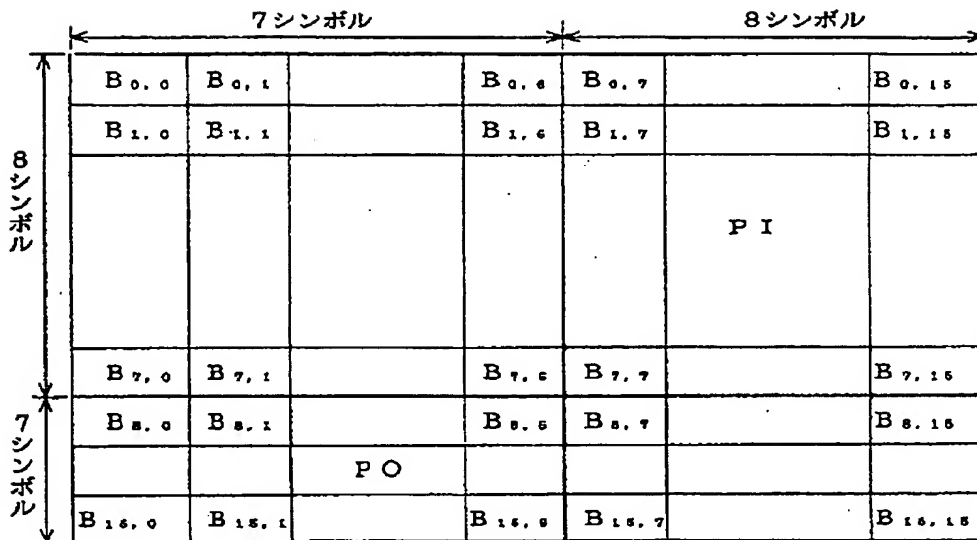 7シンボル 8シンボル
8シンボル
7シンボル
B0,0 B0,1 B0,6 B0,7 B0,15
B1,0 B1,1 B1,6 B1,7 B1,15
PI
B7,0 B7,1 B7,6 B7,7 B7,15
B8,0 B8,1 B8,6 B8,7 B8,15
PO
B15,0 B15,1 B15,7 B15,15